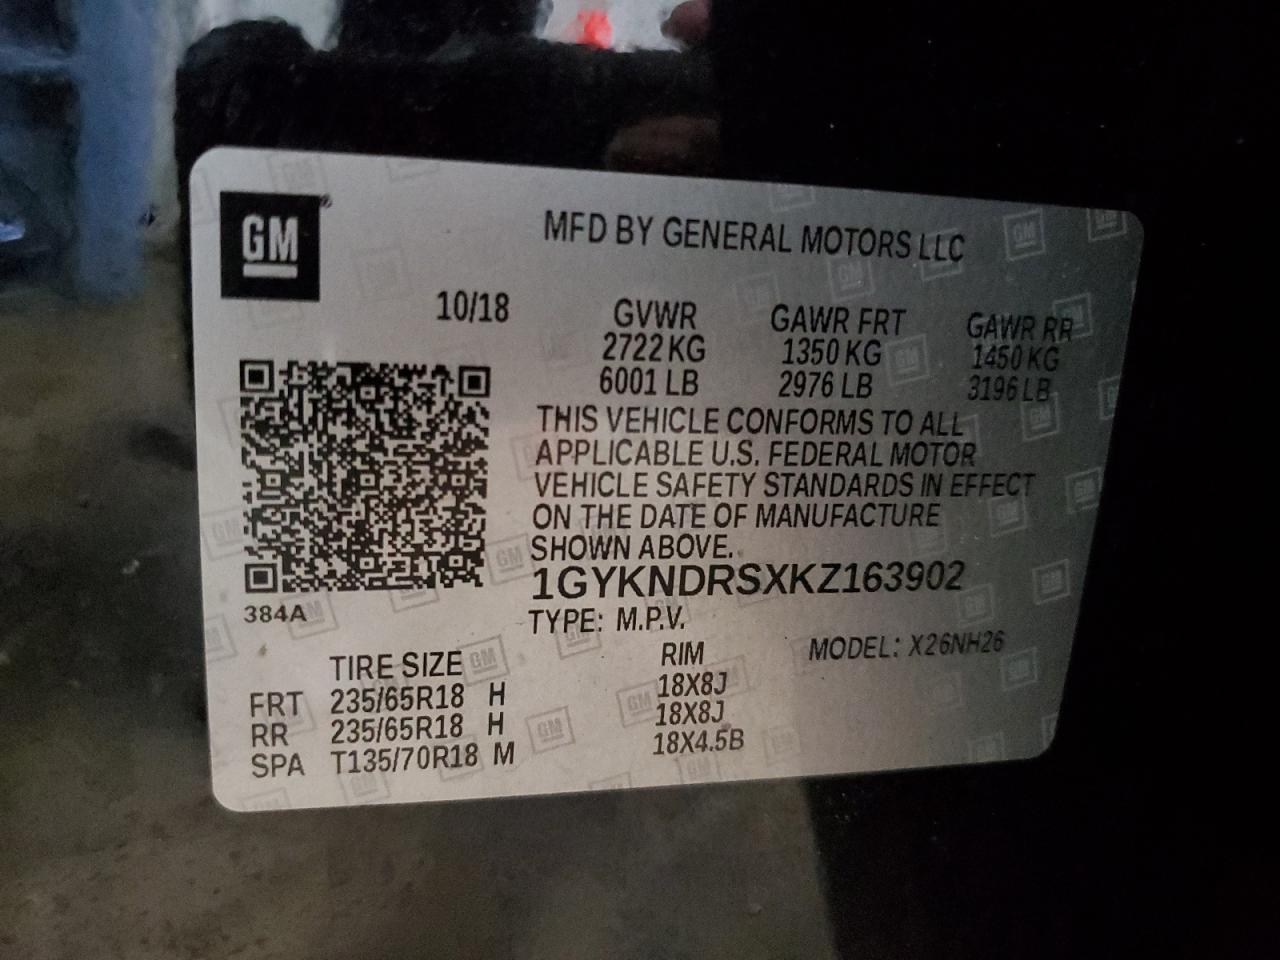 GM
MFD BY GENERAL MOTORS LLC
10/18 GVWR GAWR FRT GAWR RR
2722 KG 1350 KG 1450 KG
6001 LB 2976 LB 3196 LB
THIS VEHICLE CONFORMS TO ALL
APPLICABLE U.S. FEDERAL MOTOR
VEHICLE SAFETY STANDARDS IN EFFECT
ON THE DATE OF MANUFACTURE
SHOWN ABOVE.
1GYKNDRSXKZ163902
384A
TYPE: M.P.V. MODEL: X26NH26
TIRE SIZE RIM
FRT 235/65R18 H 18X8J
RR 235/65R18 H 18X8J
SPA T135/70R18 M 18X4.5B